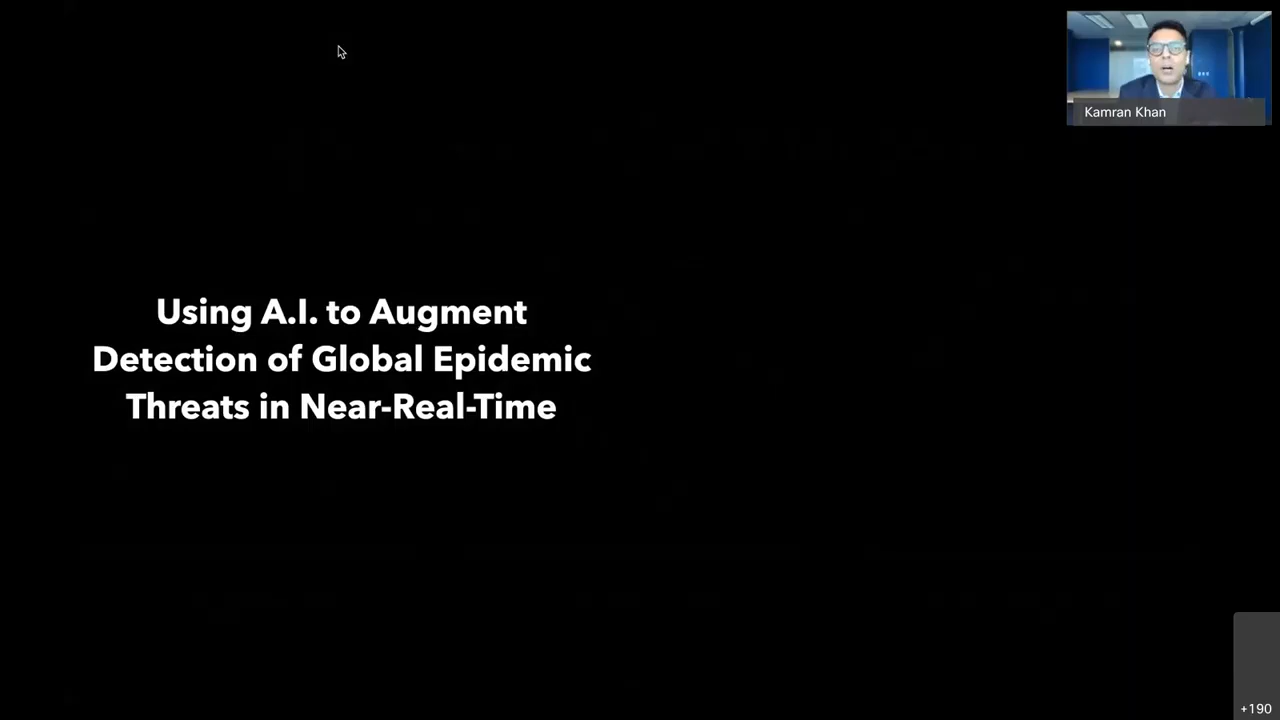 Kamran Khan
Using A.I. to Augment
Detection of Global Epidemic
Threats in Near-Real-Time
+190